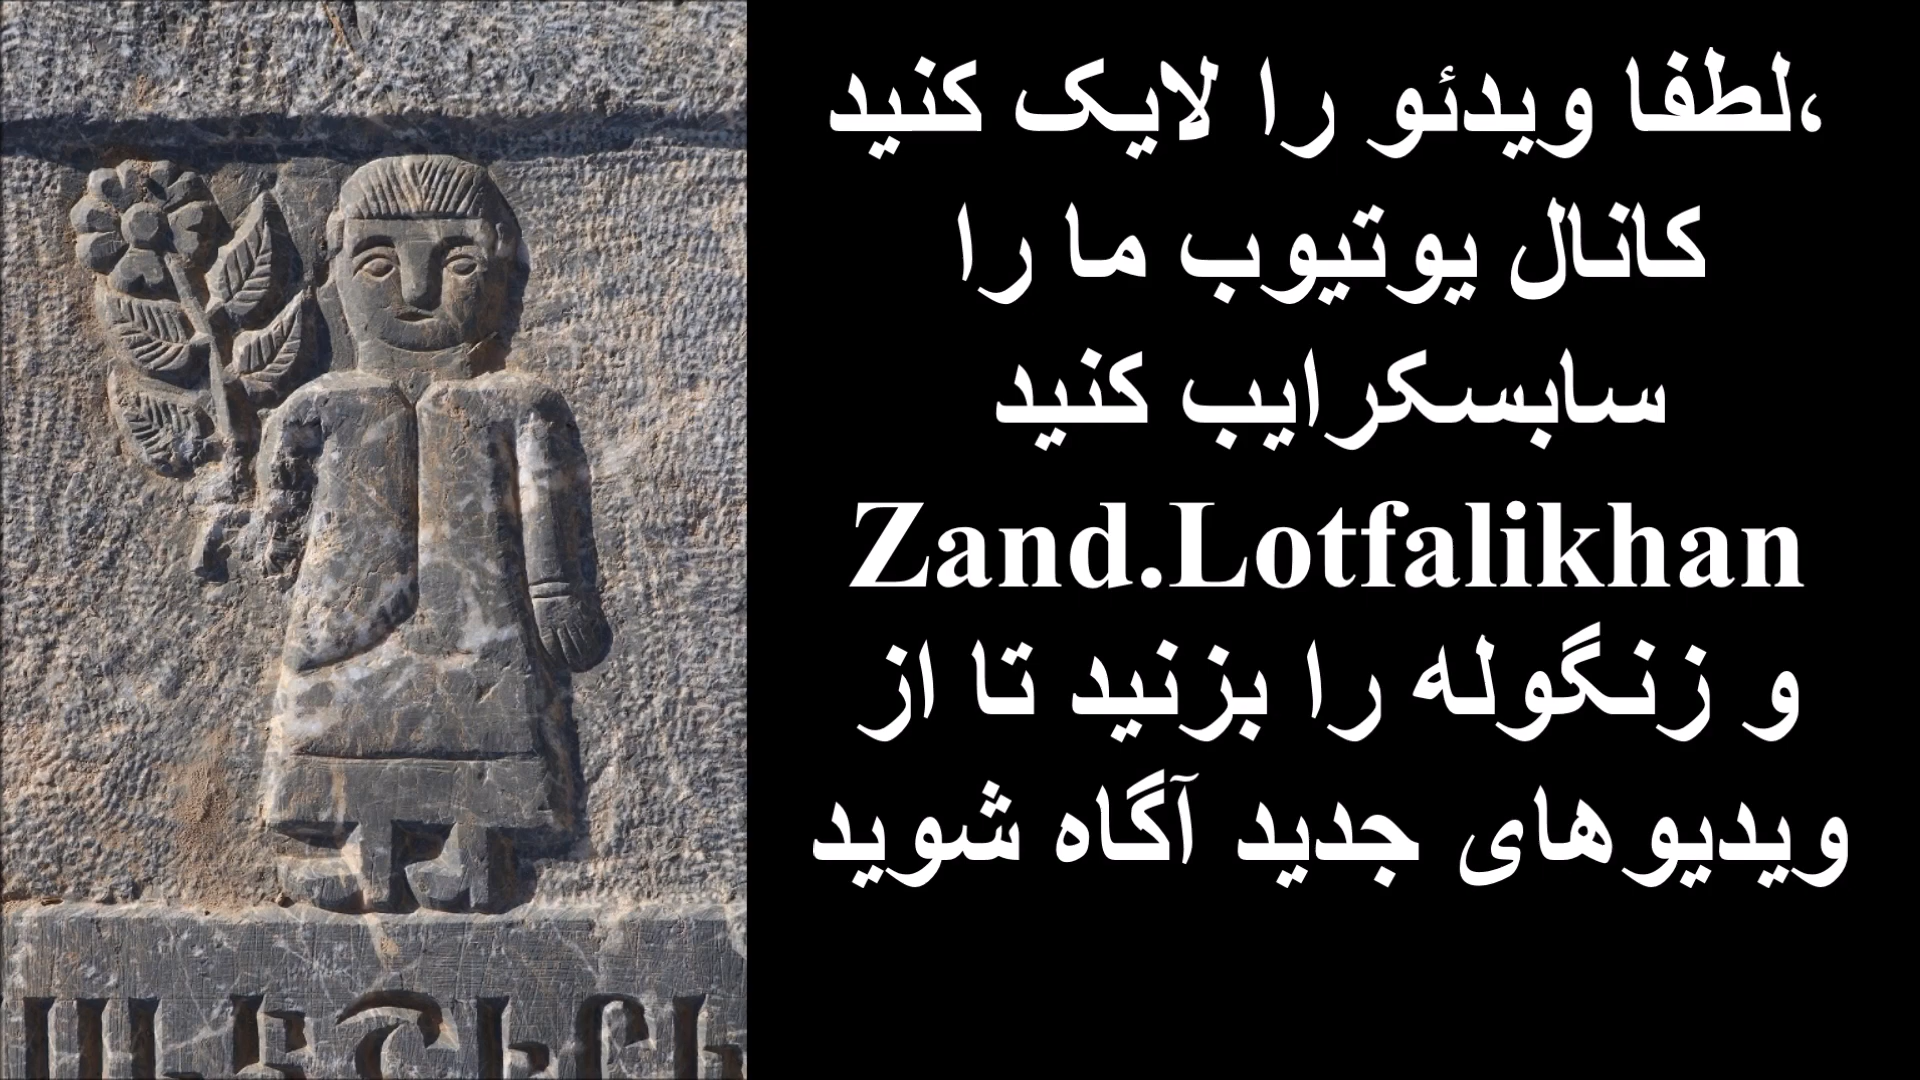 لطفا ویدئو را لایک کنید،
کانال یوتیوب ما را
سابسکرایب کنید
Zand.Lotfalikhan
و زنگوله را بزنید تا از
ویدیوهای جدید آگاه شوید